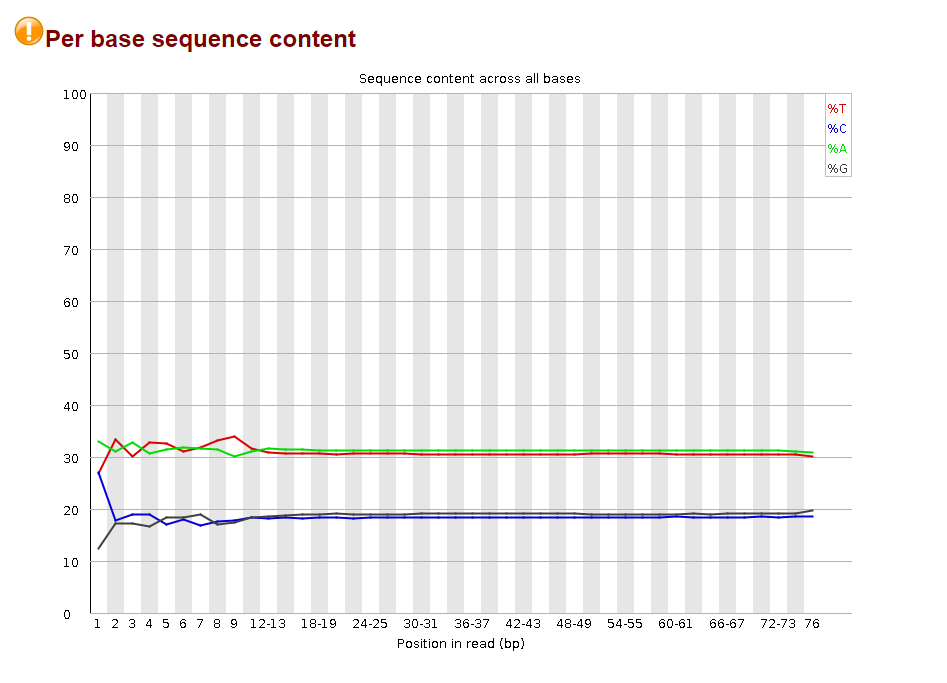 Per base sequence content
Sequence content across all bases
100
90
80
70
60
50
40
30
20
10
0
%T
%C
%A
%G
1 2 3 4 5 6 7 8 9 12-13 18-19 24-25 30-31 36-37 42-43 48-49 54-55 60-61 66-67 72-73 76
Position in read (bp)